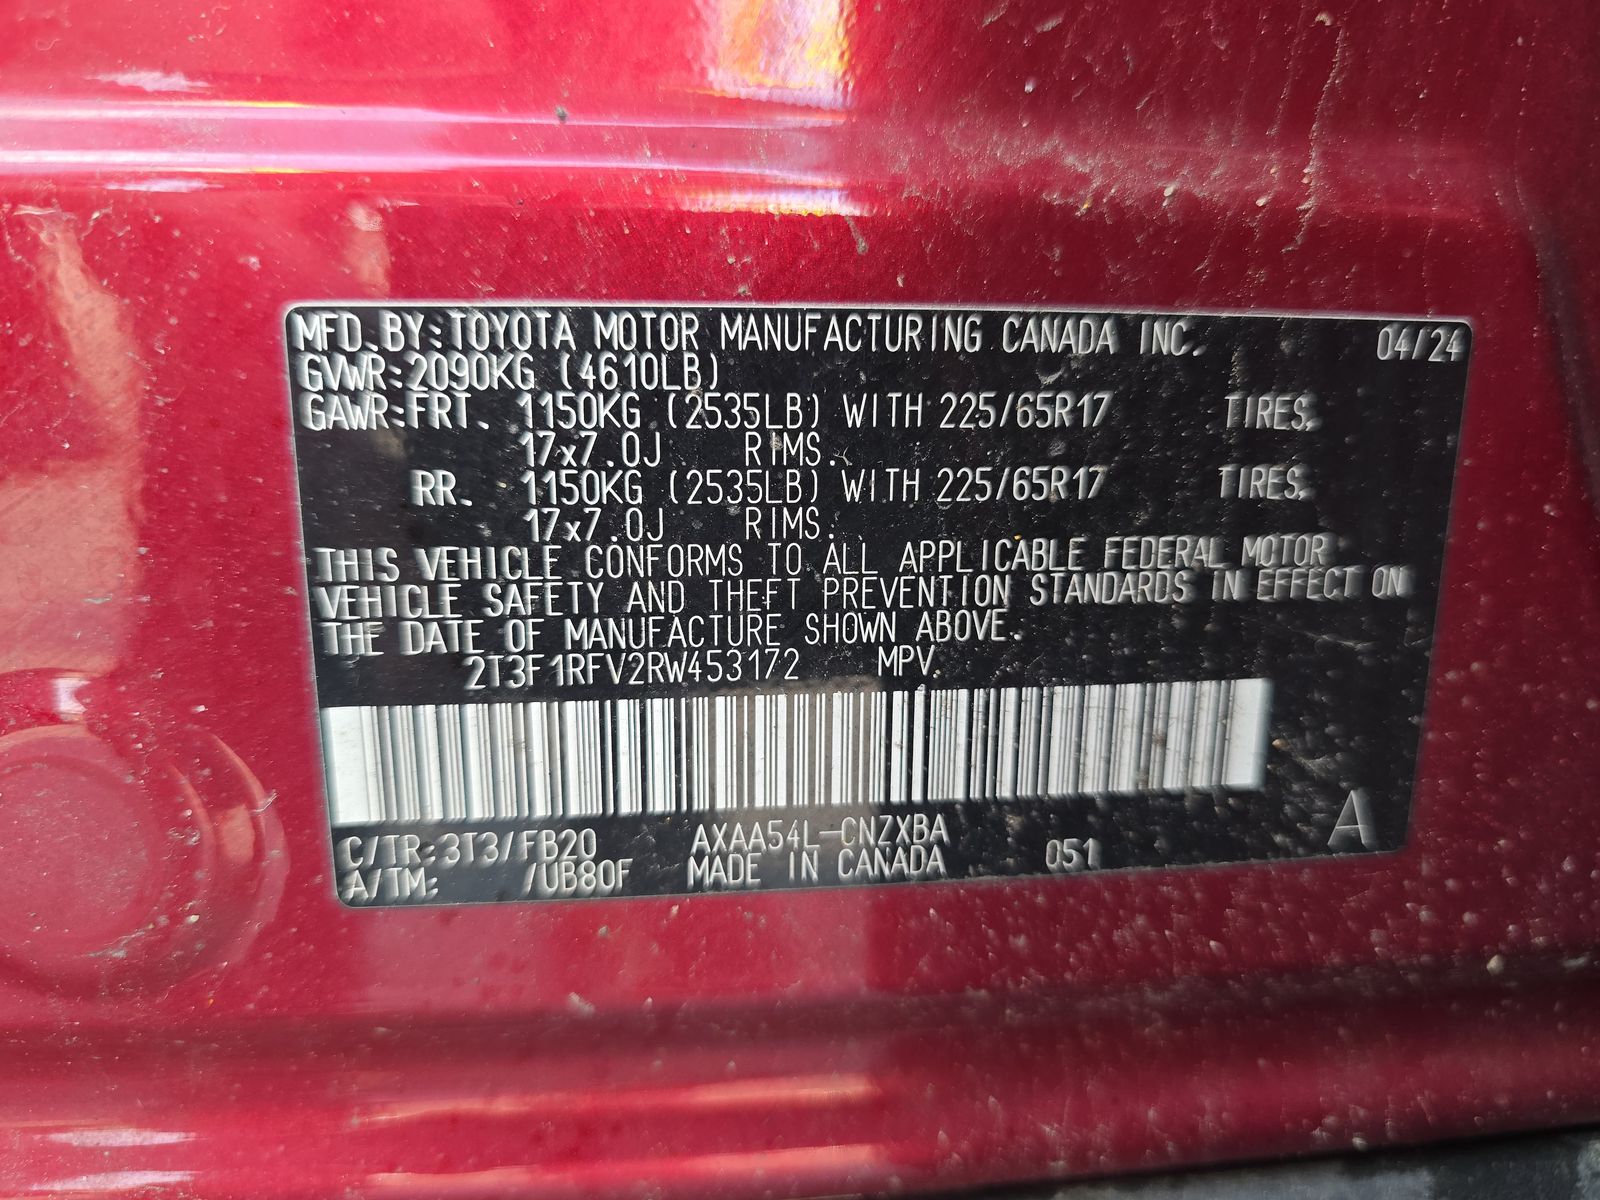 MFD. BY: TOYOTA MOTOR MANUFACTURING CANADA INC. 04/24
GVWR: 2090KG (4610LB)
GAWR: FRT. 1150KG (2535LB) WITH 225/65R17 TIRES.
17x7.0J RIMS.
RR. 1150KG (2535LB) WITH 225/65R17 TIRES.
17x7.0J RIMS.
THIS VEHICLE CONFORMS TO ALL APPLICABLE FEDERAL MOTOR
VEHICLE SAFETY AND THEFT PREVENTION STANDARDS IN EFFECT ON
THE DATE OF MANUFACTURE SHOWN ABOVE.
2T3F1RFV2RW453172 MPV.
C/TR: 3T3/FB20 AXAA54L-CNZXBA 051 A
A/TM: /UB80F MADE IN CANADA